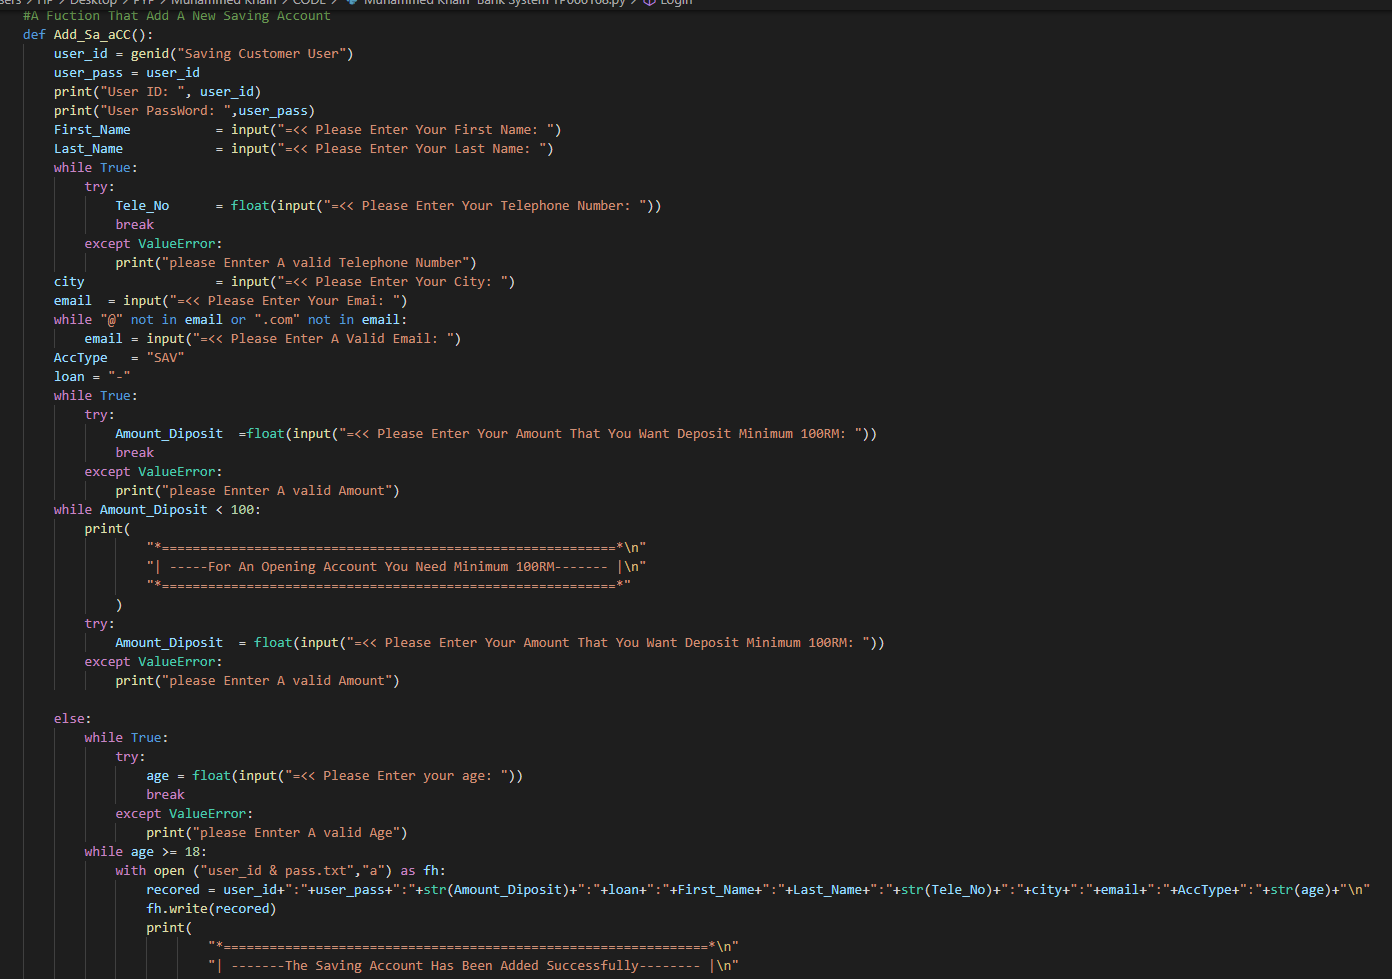 sers > HP > Desktop > PYP > Muhammed Khain > CODE > Muhammed Khain Bank System TP066168.py > Login
#A Fuction That Add A New Saving Account
def Add_Sa_aCC():
    user_id = genid("Saving Customer User")
    user_pass = user_id
    print("User ID: ", user_id)
    print("User PassWord: ",user_pass)
    First_Name           = input("=<< Please Enter Your First Name: ")
    Last_Name            = input("=<< Please Enter Your Last Name: ")
    while True:
        try:
            Tele_No      = float(input("=<< Please Enter Your Telephone Number: "))
            break
        except ValueError:
            print("please Ennter A valid Telephone Number")
    city                 = input("=<< Please Enter Your City: ")
    email  = input("=<< Please Enter Your Emai: ")
    while "@" not in email or ".com" not in email:
        email = input("=<< Please Enter A Valid Email: ")
    AccType   = "SAV"
    loan = "-"
    while True:
        try:
            Amount_Diposit  =float(input("=<< Please Enter Your Amount That You Want Deposit Minimum 100RM: "))
            break
        except ValueError:
            print("please Ennter A valid Amount")
    while Amount_Diposit < 100:
        print(
                "*===========================================================*\n"
                "| -----For An Opening Account You Need Minimum 100RM------- |\n"
                "*===========================================================*"
            )
        try:
            Amount_Diposit  = float(input("=<< Please Enter Your Amount That You Want Deposit Minimum 100RM: "))
        except ValueError:
            print("please Ennter A valid Amount")
    else:
        while True:
            try:
                age = float(input("=<< Please Enter your age: "))
                break
            except ValueError:
                print("please Ennter A valid Age")
        while age >= 18:
            with open ("user_id & pass.txt","a") as fh:
                recored = user_id+":"+user_pass+":"+str(Amount_Diposit)+":"+loan+":"+First_Name+":"+Last_Name+":"+str(Tele_No)+":"+city+":"+email+":"+AccType+":"+str(age)+"\n"
                fh.write(recored)
                print(
                        "*===============================================================*\n"
                        "| -------The Saving Account Has Been Added Successfully-------- |\n"